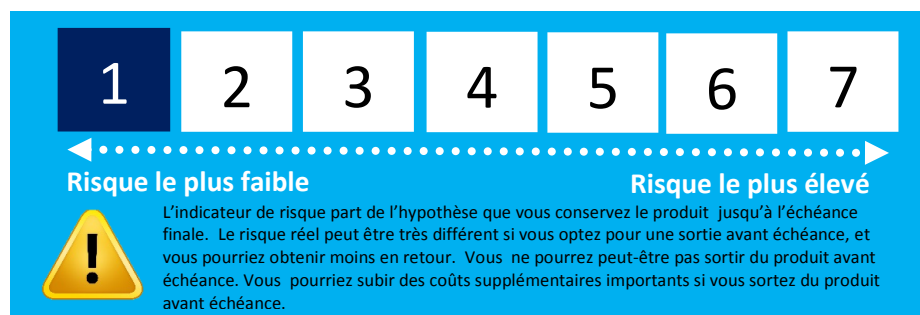 1 2 3 4 5 6 7
Risque le plus faible Risque le plus élevé
L'indicateur de risque part de l'hypothèse que vous conservez le produit jusqu'à l'échéance
finale. Le risque réel peut être très différent si vous optez pour une sortie avant échéance, et
vous pourriez obtenir moins en retour. Vous ne pourrez peut-être pas sortir du produit avant
échéance. Vous pourriez subir des coûts supplémentaires importants si vous sortez du produit
avant échéance.